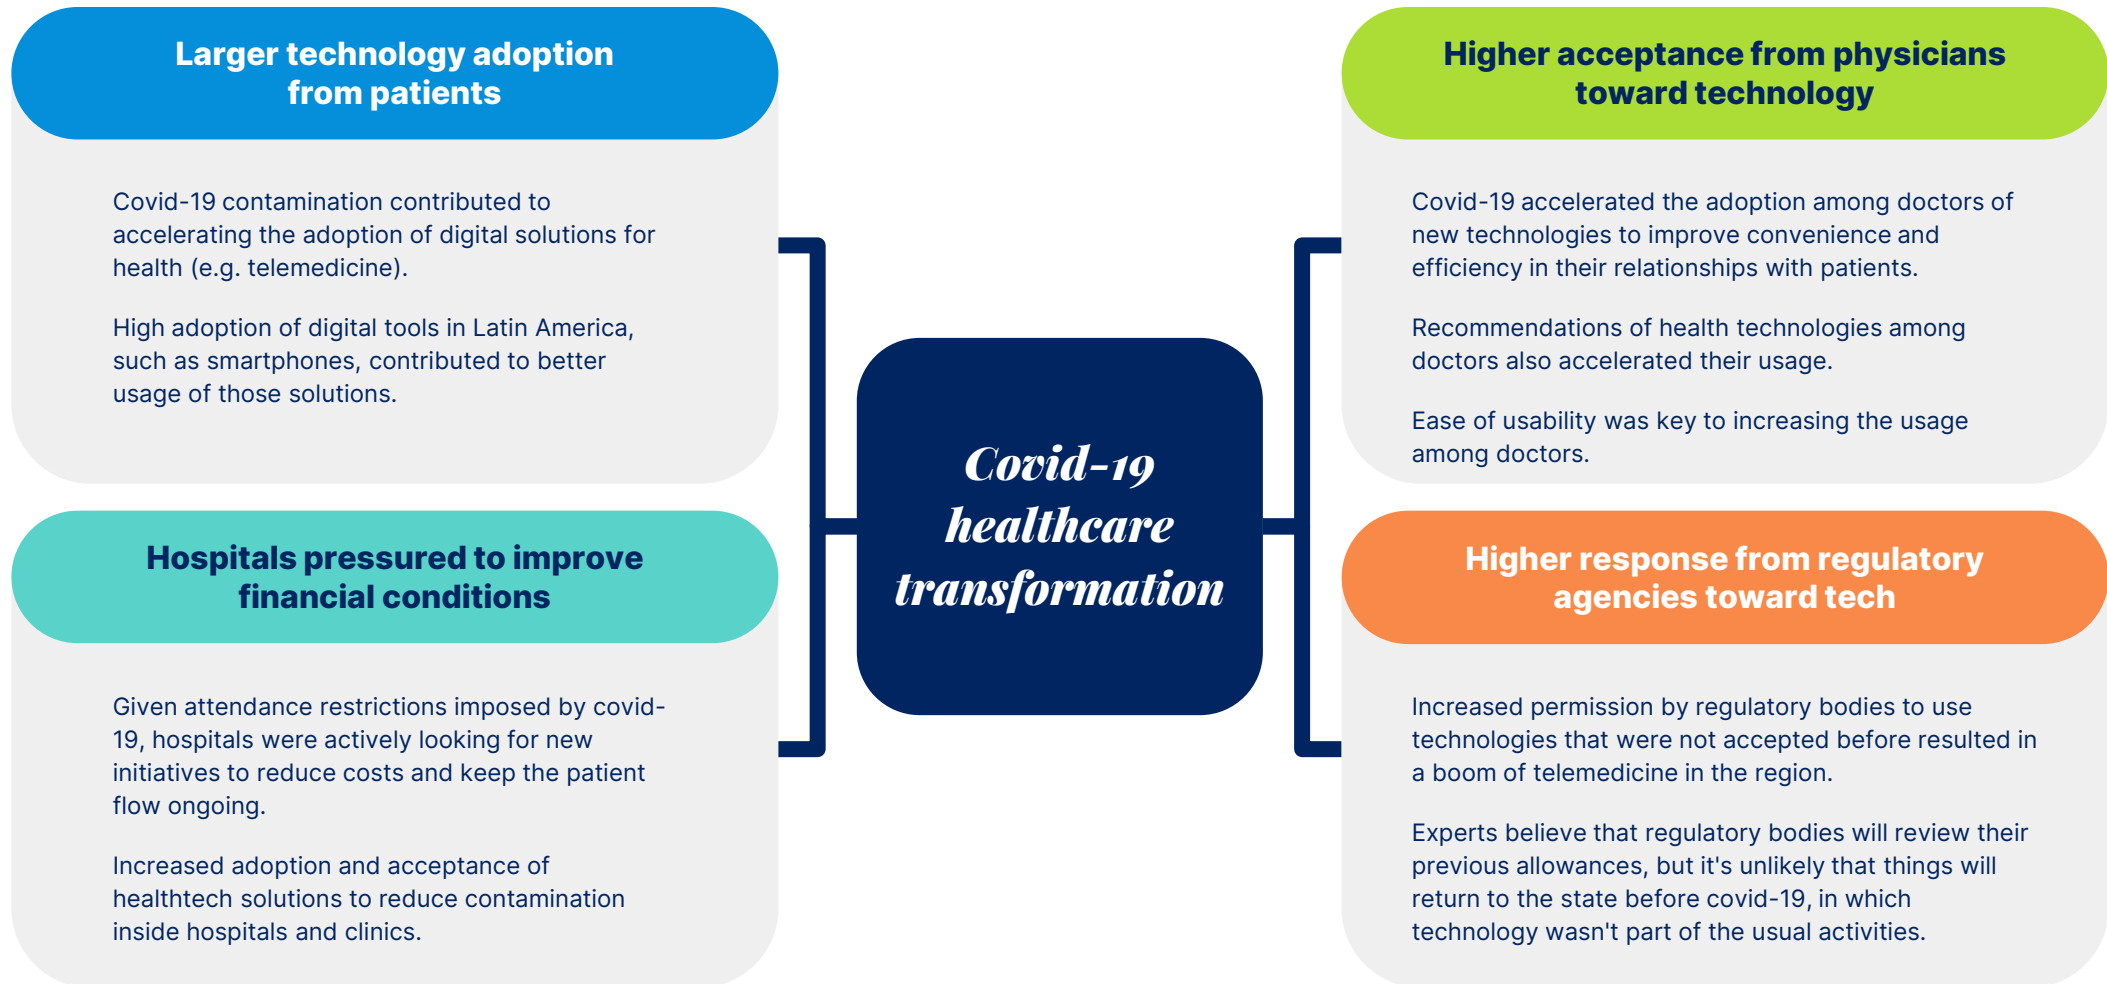 Larger technology adoption
from patients
Covid-19 contamination contributed to
accelerating the adoption of digital solutions for
health (e.g. telemedicine).
High adoption of digital tools in Latin America,
such as smartphones, contributed to better
usage of those solutions.
Hospitals pressured to improve
financial conditions
Given attendance restrictions imposed by covid-
19, hospitals were actively looking for new
initiatives to reduce costs and keep the patient
flow ongoing.
Increased adoption and acceptance of
healthtech solutions to reduce contamination
inside hospitals and clinics.
Covid-19
healthcare
transformation
Higher acceptance from physicians
toward technology
Covid-19 accelerated the adoption among doctors of
new technologies to improve convenience and
efficiency in their relationships with patients.
Recommendations of health technologies among
doctors also accelerated their usage.
Ease of usability was key to increasing the usage
among doctors.
Higher response from regulatory
agencies toward tech
Increased permission by regulatory bodies to use
technologies that were not accepted before resulted in
a boom of telemedicine in the region.
Experts believe that regulatory bodies will review their
previous allowances, but it's unlikely that things will
return to the state before covid-19, in which
technology wasn't part of the usual activities.